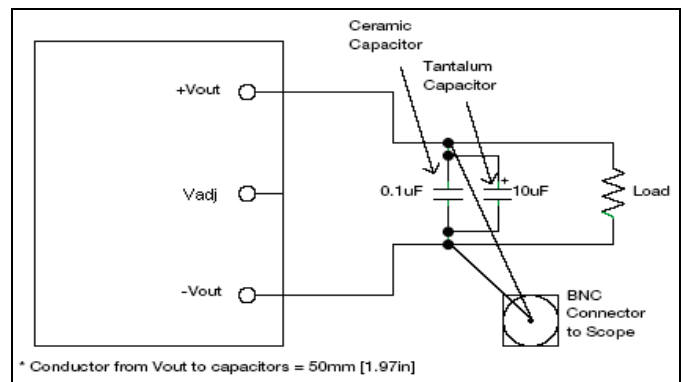 Ceramic
Capacitor
Tantalum
Capacitor
+Vout
Vadj
0.1uF
+
10uF
Load
-Vout
BNC
Connector
to Scope
* Conductor from Vout to capacitors = 50mm [1.97in]